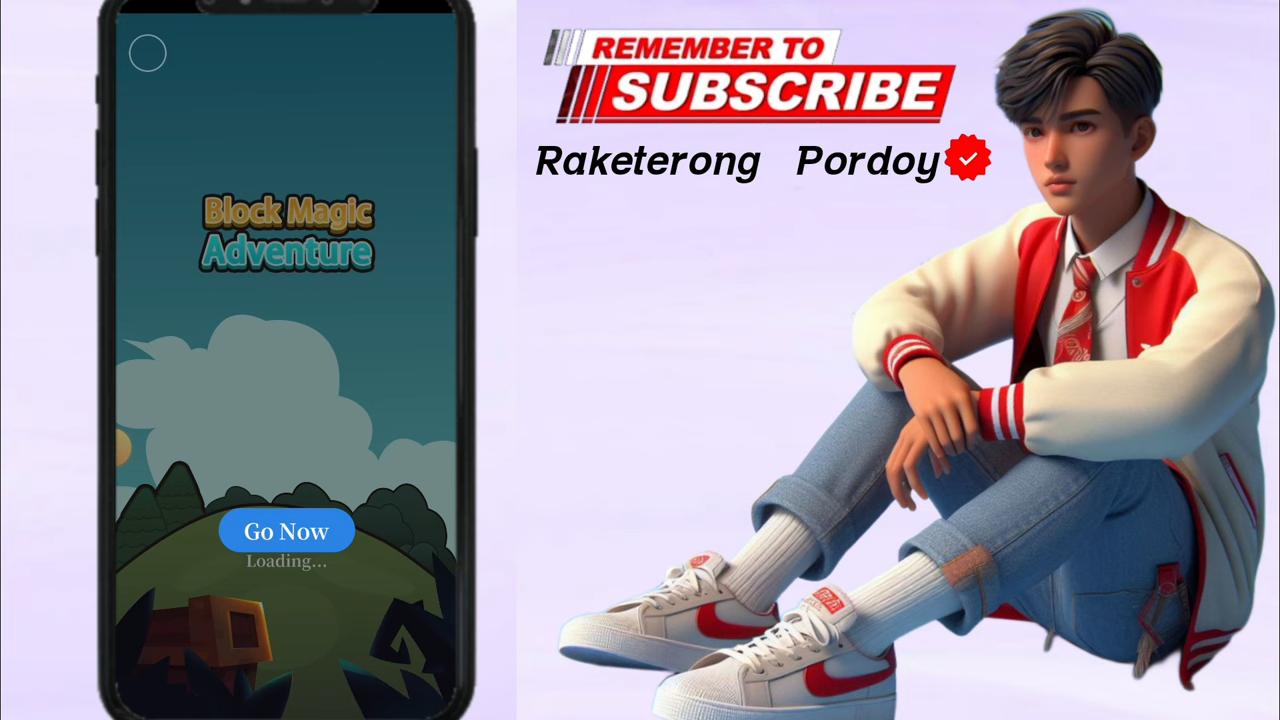 Block Magic
Adventure
Go Now
Loading...
REMEMBER TO
SUBSCRIBE
Raketerong Pordoy